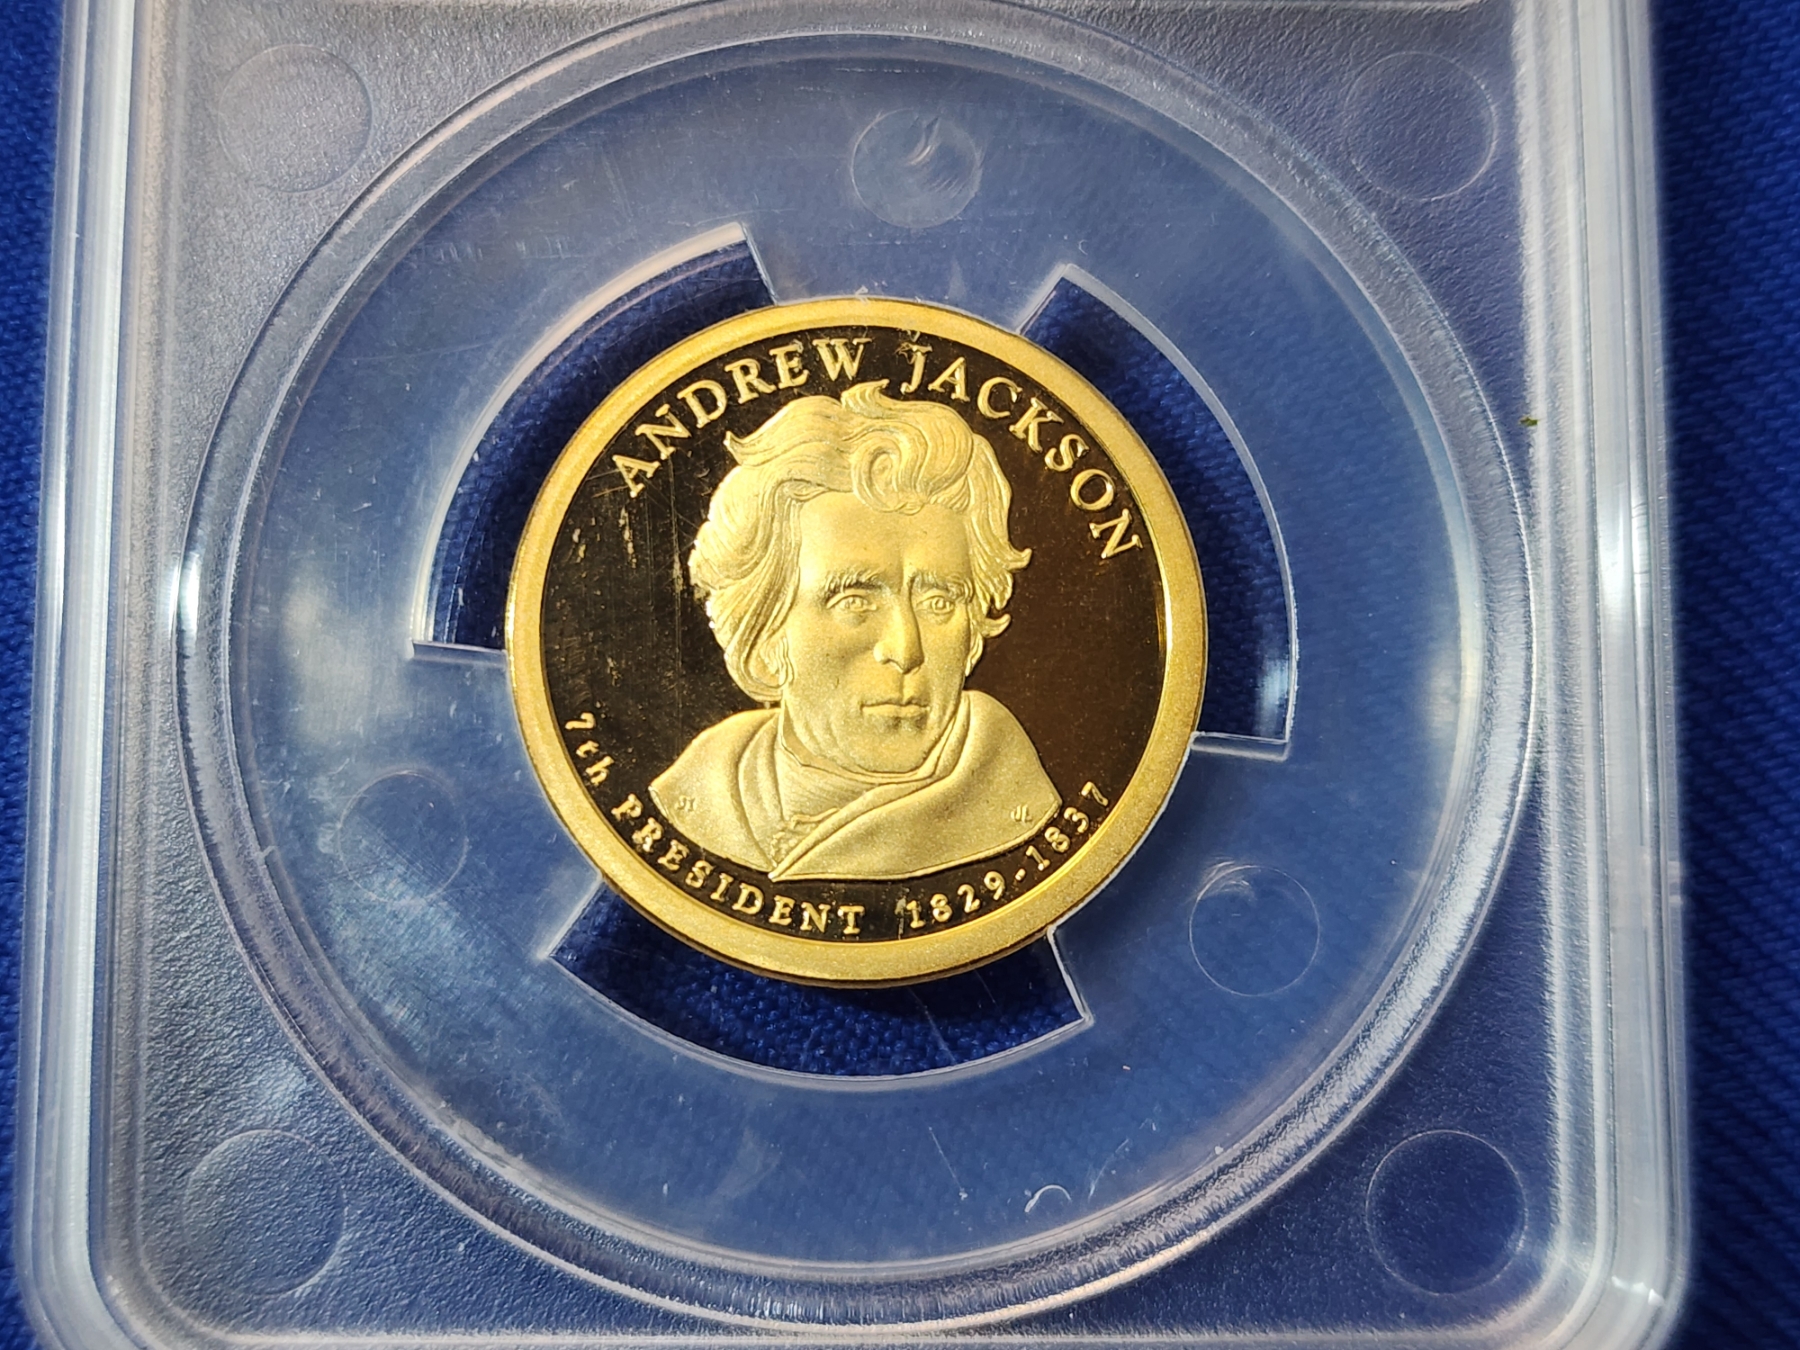 ANDREW JACKSON
7th PRESIDENT 1829-1837